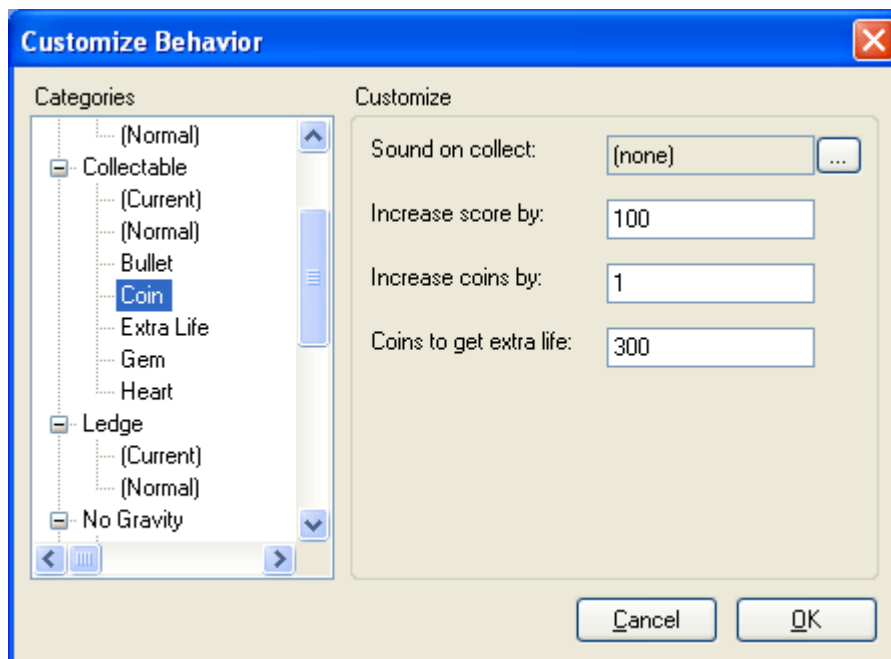 Customize Behavior
Categories
(Normal)
Collectable
(Current)
(Normal)
Bullet
Coin
Extra Life
Gem
Heart
Ledge
(Current)
(Normal)
No Gravity
Customize
Sound on collect: (none) ...
Increase score by: 100
Increase coins by: 1
Coins to get extra life: 300
Cancel OK